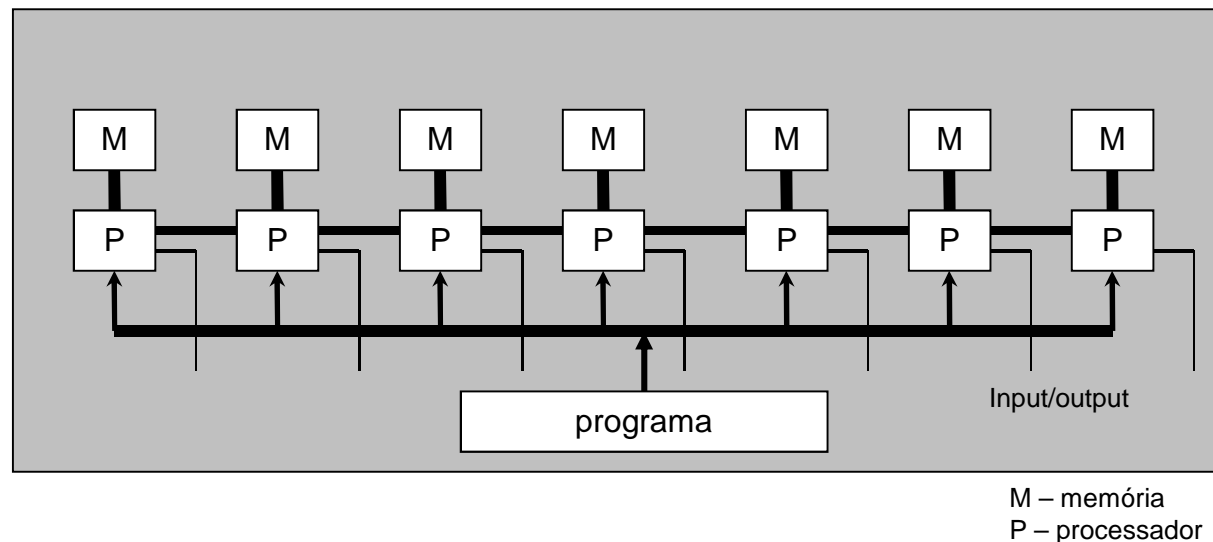 M M M M M M M
P P P P P P P
Input/output
programa
M – memória
P – processador